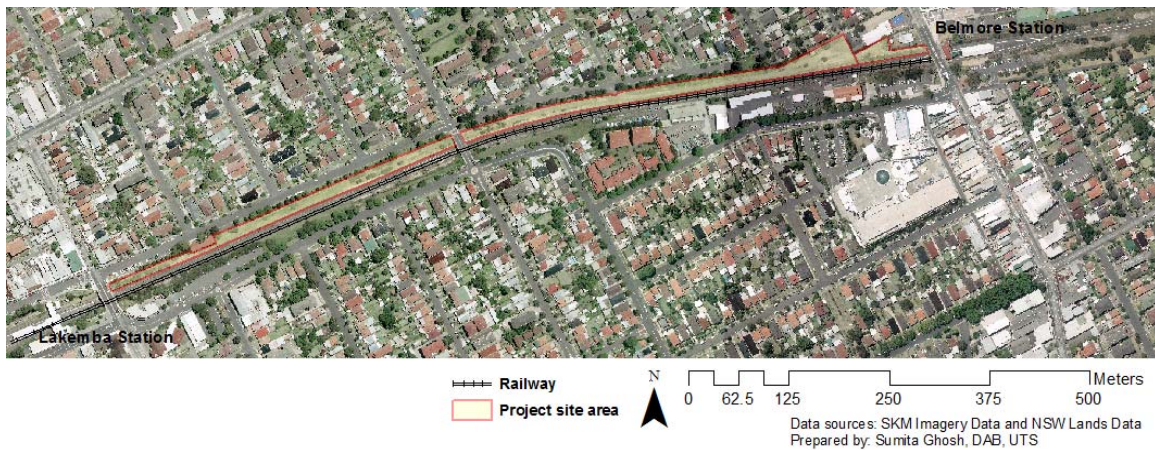 Belmore Station
Lakemba Station
Railway
Project site area
N
Meters
0 62.5 125 250 375 500
Data sources: SKM Imagery Data and NSW Lands Data
Prepared by: Sumita Ghosh, DAB, UTS